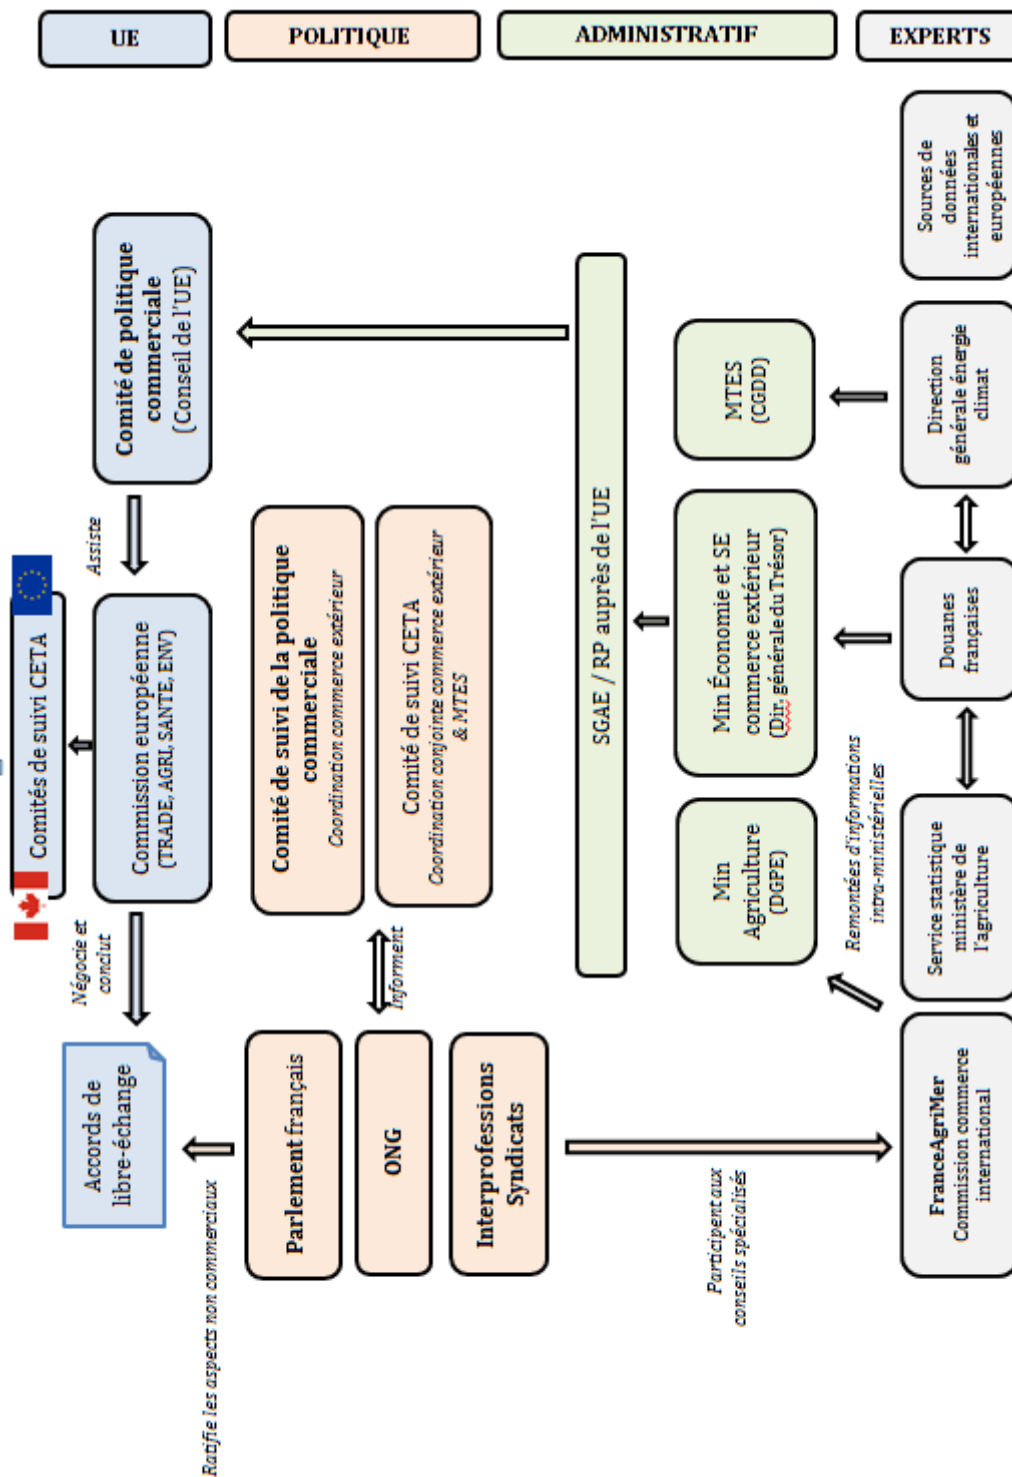 Comités de suivi CETA
Accords de
libre-échange
Négocie et
conclut
Commission européenne
(TRADE, AGRI, SANTE, ENV)
Assiste
Comité de politique
commerciale
(Conseil de l'UE)
UE
Ratifie les aspects non commerciaux
Parlement français
ONG
Interprofessions
Syndicats
Informent
Comité de suivi de la politique
commerciale
Coordination commerce extérieur
Comité de suivi CETA
Coordination conjointe commerce extérieur
& MTES
POLITIQUE
SGAE / RP auprès de l'UE
Participent aux
conseils spécialisés
Min
Agriculture
(DGPE)
Min Économie et SE
commerce extérieur
(Dir. générale du Trésor)
MTES
(CGDD)
ADMINISTRATIF
Remontées d'informations
intra-ministérielles
FranceAgriMer
Commission commerce
international
Service statistique
ministère de
l'agriculture
Douanes
françaises
Direction
générale énergie
climat
Sources de
données
internationales et
européennes
EXPERTS